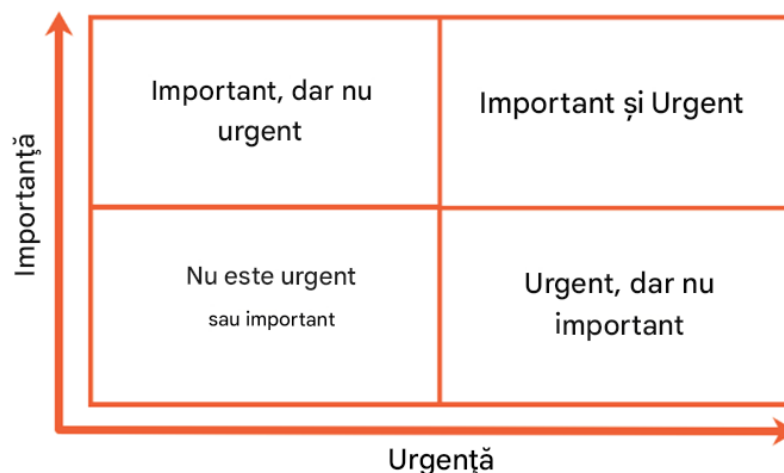 Important, dar nu
urgent
Important și Urgent
Importanță
Nu este urgent
sau important
Urgent, dar nu
important
Urgență